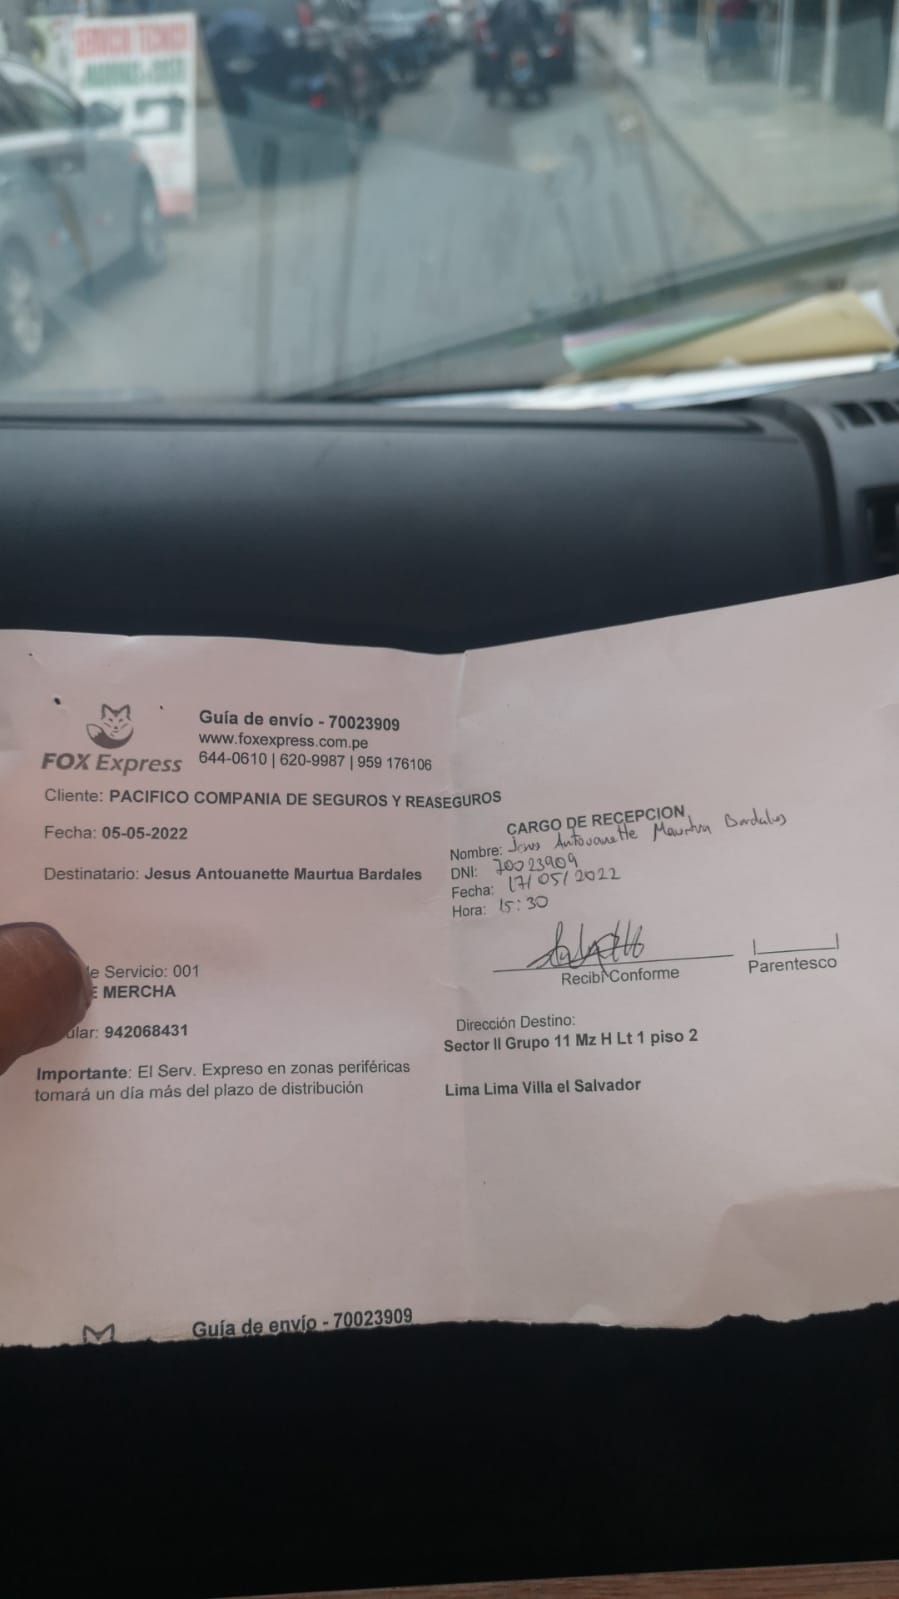 SERVICIO TECNICO
FOX Express
Guía de envío - 70023909
www.foxexpress.com.pe
644-0610 | 620-9987 | 959 176106
Cliente: PACIFICO COMPANIA DE SEGUROS Y REASEGUROS
Fecha: 05-05-2022
Destinatario: Jesus Antouanette Maurtua Bardales
CARGO DE RECEPCION
Nombre: Jesus Antouanette Maurtua Bardales
DNI: 70023909
Fecha: 17/05/2022
Hora: 15:30
Recibí Conforme
Parentesco
e Servicio: 001
E MERCHA
ular: 942068431
Importante: El Serv. Expreso en zonas periféricas
tomará un día más del plazo de distribución
Dirección Destino:
Sector II Grupo 11 Mz H Lt 1 piso 2
Lima Lima Villa el Salvador
Guía de envío - 70023909